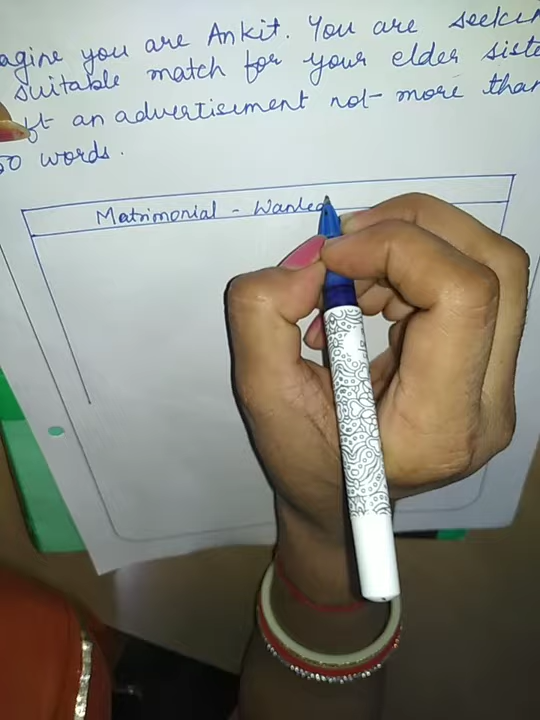 agine you are Ankit. You are seekin
suitable match for your elder siste
ft an advertisement not more than
50 words.
Matrimonial - Wanted